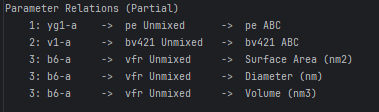 Parameter Relations (Partial)
1: yg1-a -> pe Unmixed -> pe ABC
2: v1-a -> bv421 Unmixed -> bv421 ABC
3: b6-a -> vfr Unmixed -> Surface Area (nm2)
3: b6-a -> vfr Unmixed -> Diameter (nm)
3: b6-a -> vfr Unmixed -> Volume (nm3)